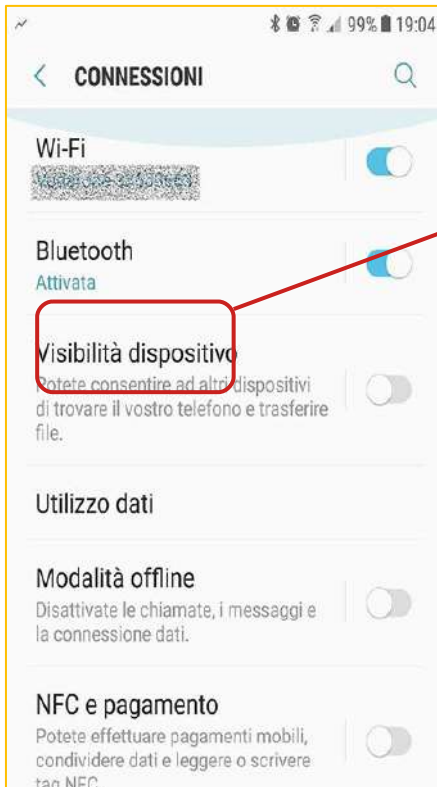 99% 19:04
CONNESSIONI
Wi-Fi
Bluetooth
Attivata
Visibilità dispositivo
Potete consentire ad altri dispositivi
di trovare il vostro telefono e trasferire
file.
Utilizzo dati
Modalità offline
Disattivate le chiamate, i messaggi e
la connessione dati.
NFC e pagamento
Potete effettuare pagamenti mobili,
condividere dati e leggere o scrivere
tag NFC